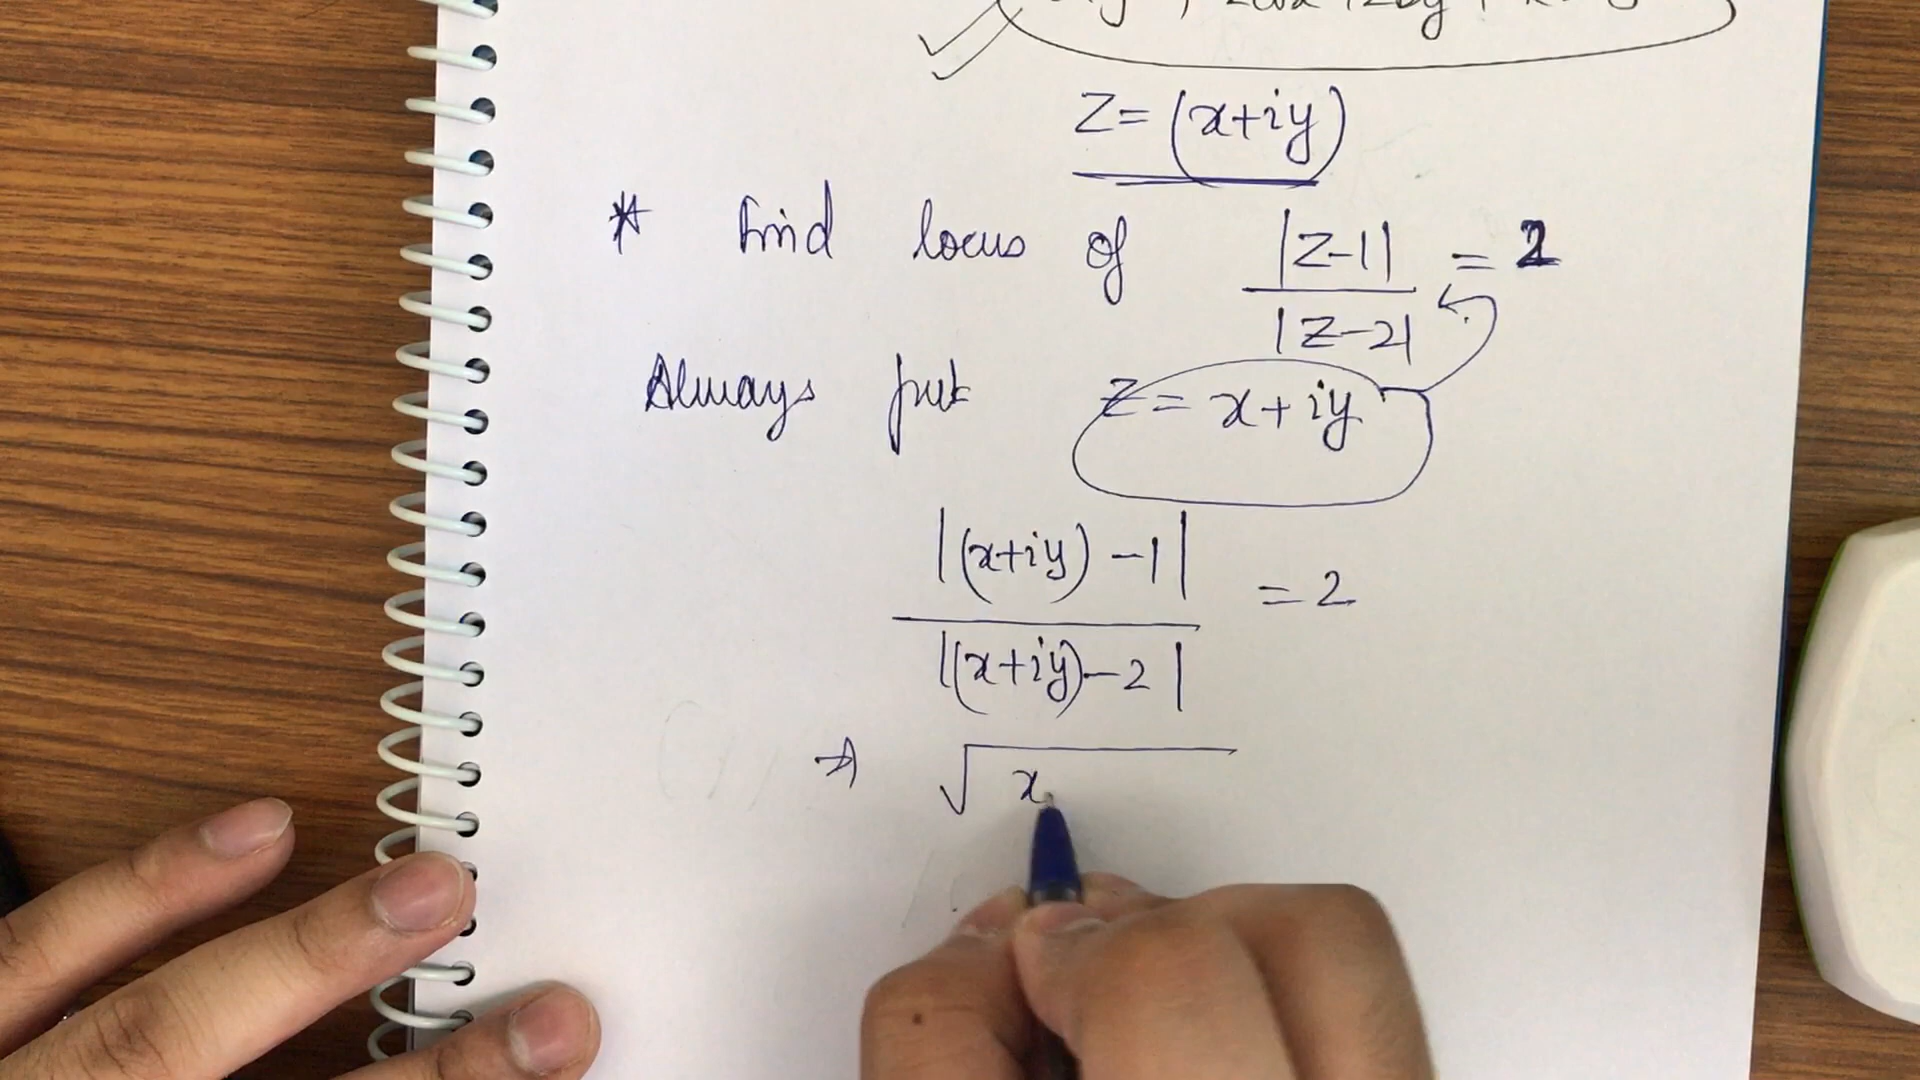 Z = (x+iy)
* Find locus of |Z-1| / |Z-2| = 2
Always put Z = x+iy
|(x+iy) -1| / |(x+iy)-2| = 2
⇒ √x